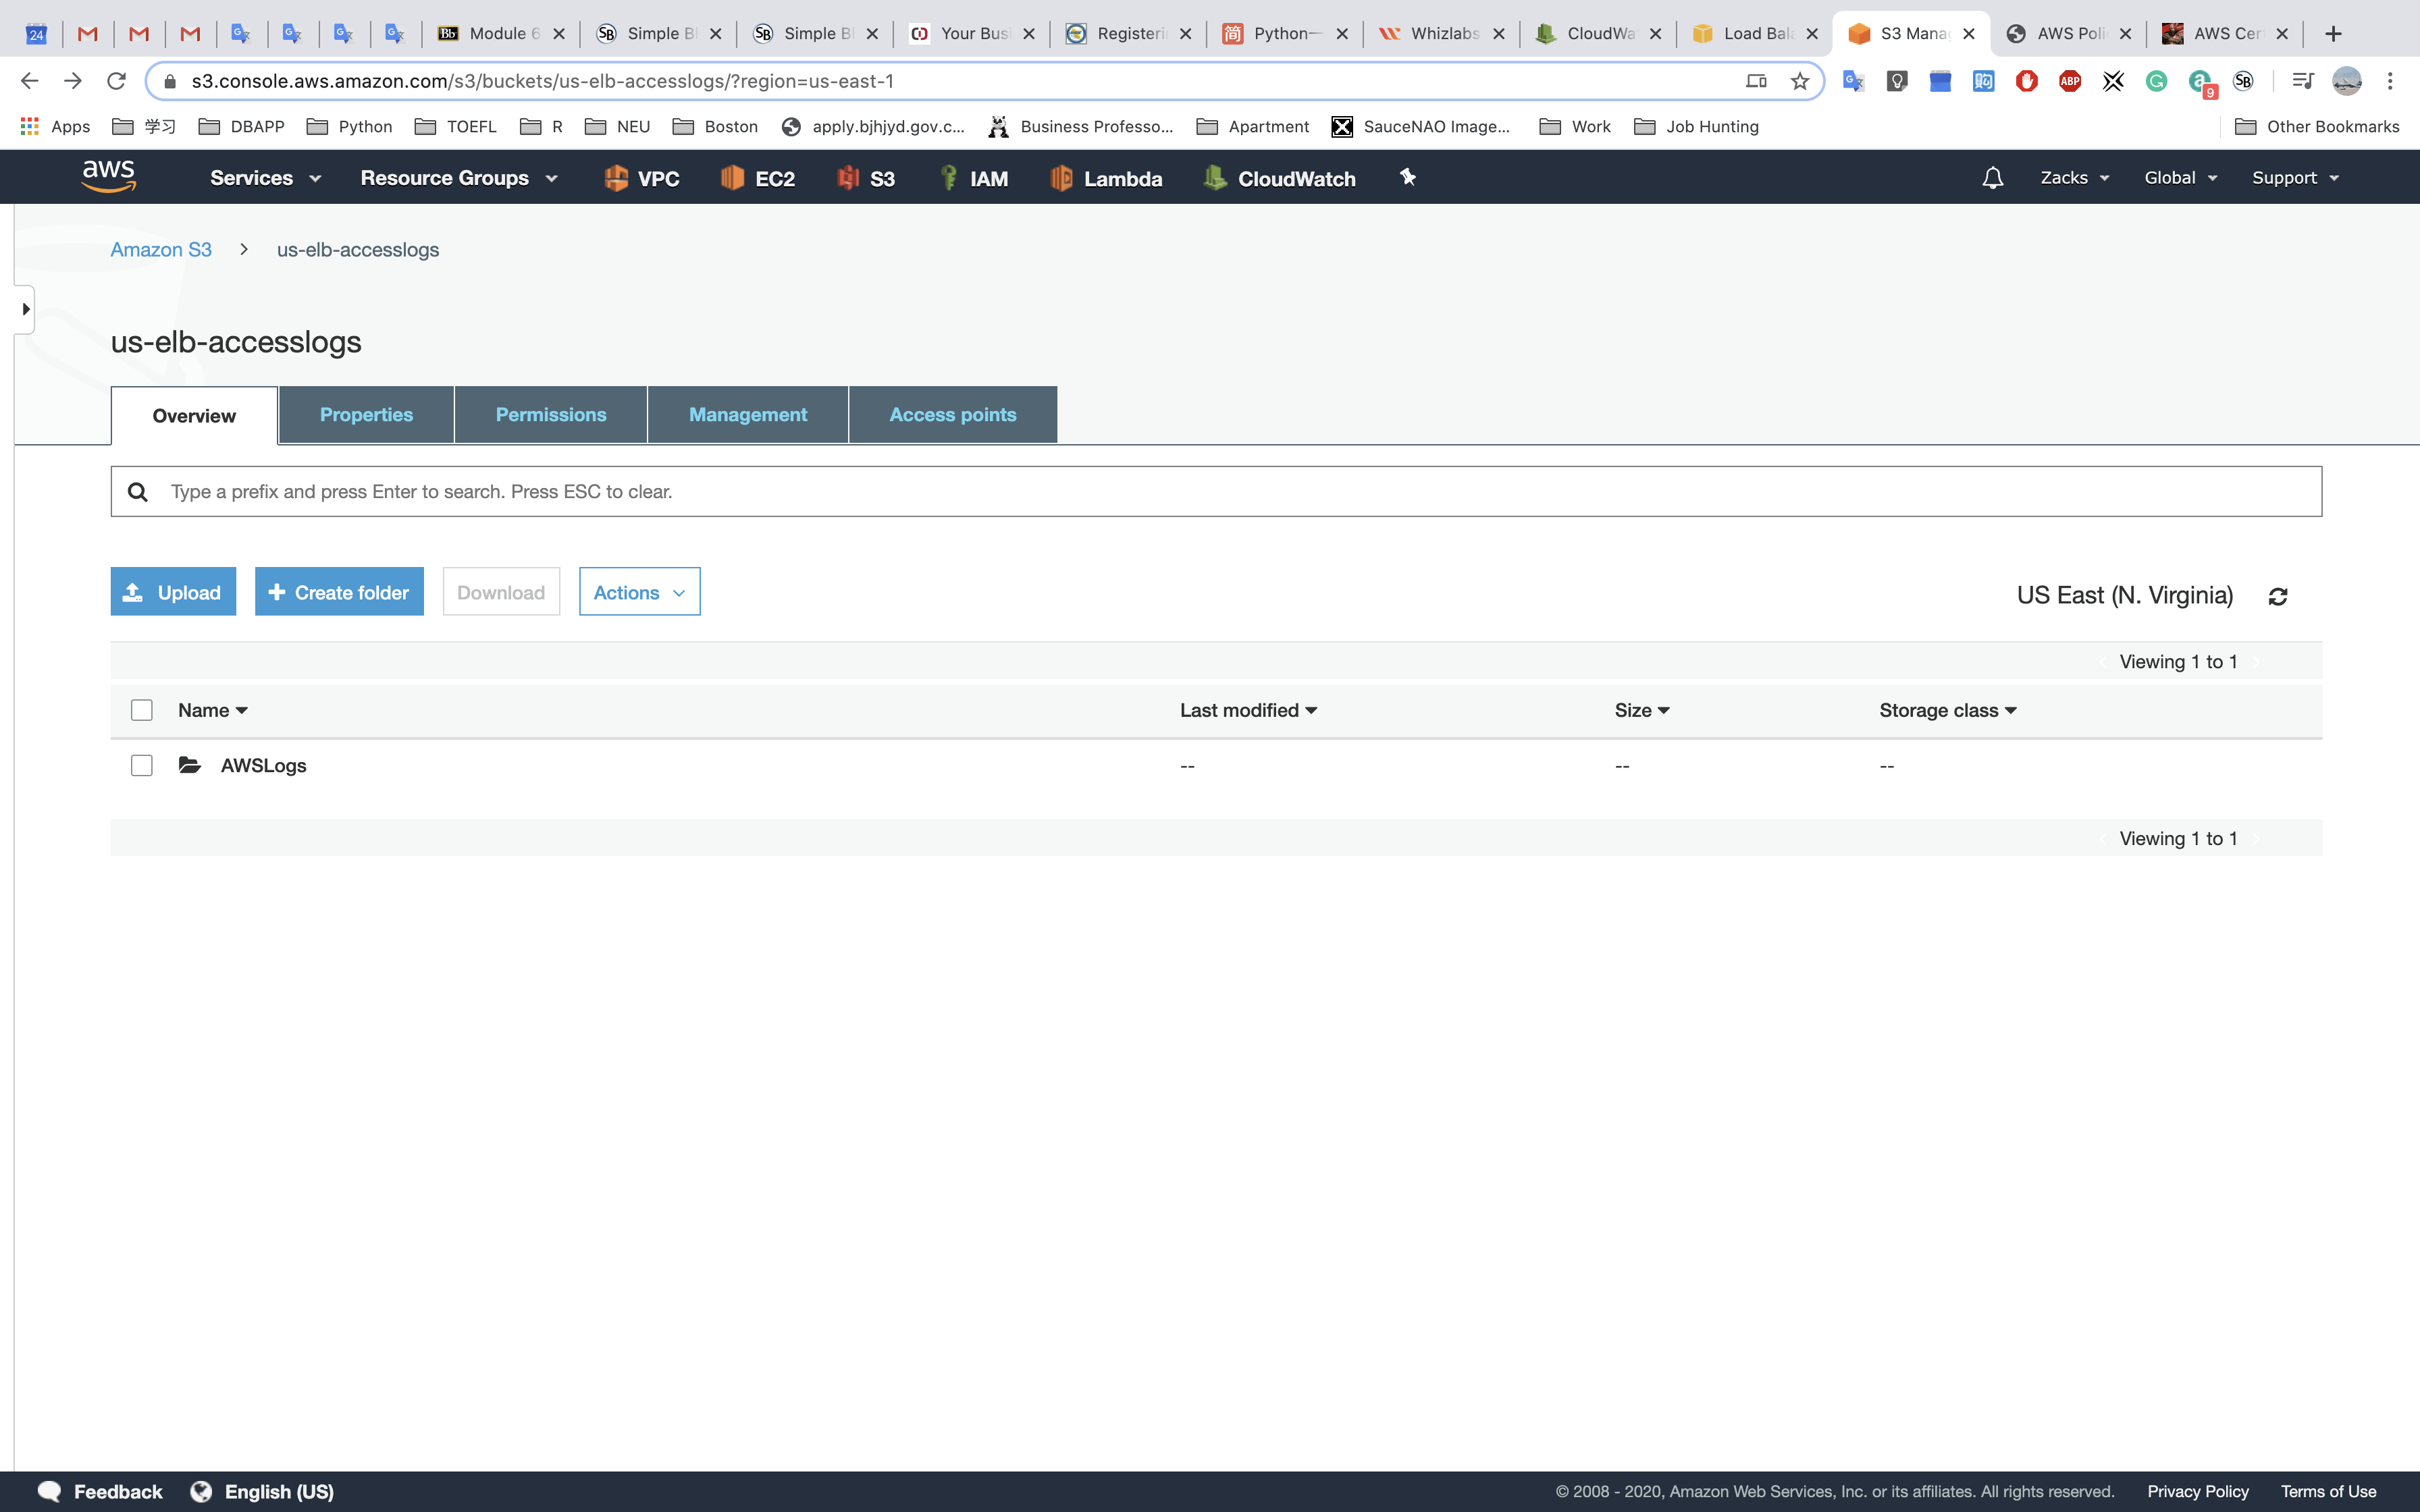 24 Module 6 Simple B Simple B Your Busi Registeri Python— Whizlabs CloudWa Load Bala S3 Mana AWS Poli AWS Cer
s3.console.aws.amazon.com/s3/buckets/us-elb-accesslogs/?region=us-east-1
Apps 学习 DBAPP Python TOEFL R NEU Boston apply.bjhjyd.gov.c... Business Professo... Apartment SauceNAO Image... Work Job Hunting Other Bookmarks
aws Services Resource Groups VPC EC2 S3 IAM Lambda CloudWatch Zacks Global Support
Amazon S3 > us-elb-accesslogs
us-elb-accesslogs
Overview Properties Permissions Management Access points
Type a prefix and press Enter to search. Press ESC to clear.
Upload + Create folder Download Actions US East (N. Virginia)
Viewing 1 to 1
Name Last modified Size Storage class
AWSLogs -- -- --
Viewing 1 to 1
Feedback English (US) © 2008 - 2020, Amazon Web Services, Inc. or its affiliates. All rights reserved. Privacy Policy Terms of Use